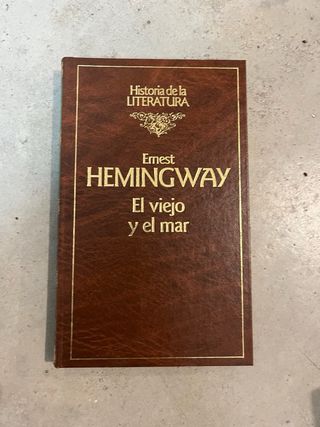 Historia de la
LITERATURA
Ernest
HEMINGWAY
El viejo
y el mar